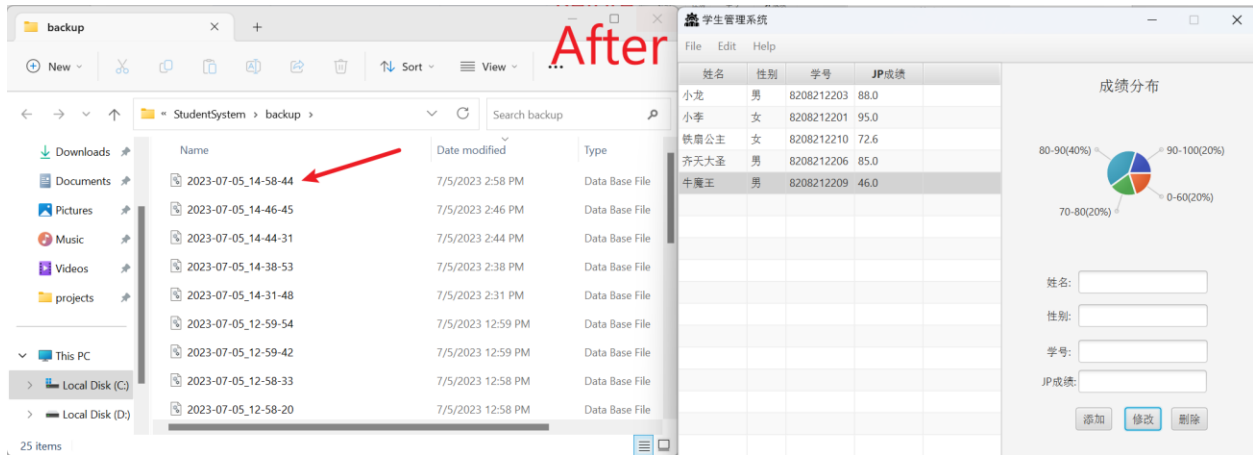 backup
After
New
Sort
View
StudentSystem > backup >
Search backup
Downloads
Documents
Pictures
Music
Videos
projects
This PC
Local Disk (C:)
Local Disk (D:)
Name Date modified Type
2023-07-05_14-58-44 7/5/2023 2:58 PM Data Base File
2023-07-05_14-46-45 7/5/2023 2:46 PM Data Base File
2023-07-05_14-44-31 7/5/2023 2:44 PM Data Base File
2023-07-05_14-38-53 7/5/2023 2:38 PM Data Base File
2023-07-05_14-31-48 7/5/2023 2:31 PM Data Base File
2023-07-05_12-59-54 7/5/2023 12:59 PM Data Base File
2023-07-05_12-59-42 7/5/2023 12:59 PM Data Base File
2023-07-05_12-58-33 7/5/2023 12:58 PM Data Base File
2023-07-05_12-58-20 7/5/2023 12:58 PM Data Base File
25 items
学生管理系统
File Edit Help
姓名 性别 学号 JP成绩
小龙 男 8208212203 88.0
小李 女 8208212201 95.0
铁扇公主 女 8208212210 72.6
齐天大圣 男 8208212206 85.0
牛魔王 男 8208212209 46.0
成绩分布
80-90(40%) 90-100(20%)
70-80(20%) 0-60(20%)
姓名:
性别:
学号:
JP成绩:
添加 修改 删除